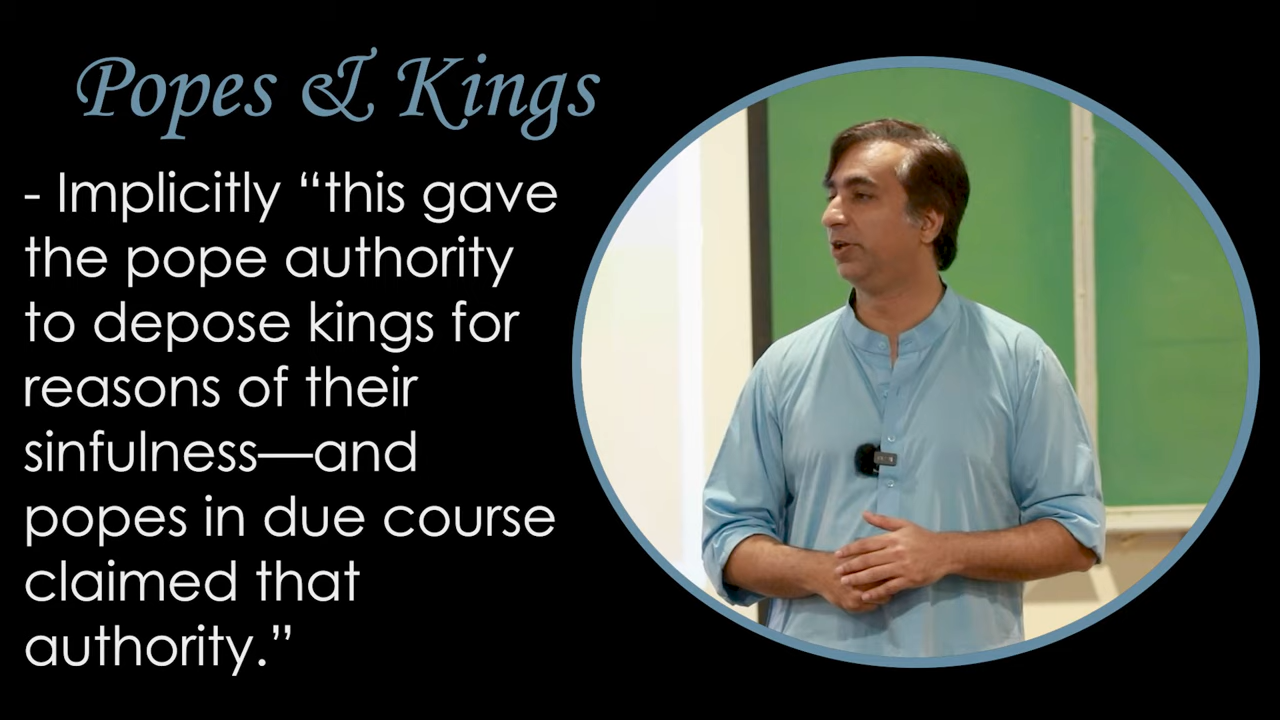 Popes & Kings
- Implicitly “this gave
the pope authority
to depose kings for
reasons of their
sinfulness—and
popes in due course
claimed that
authority.”